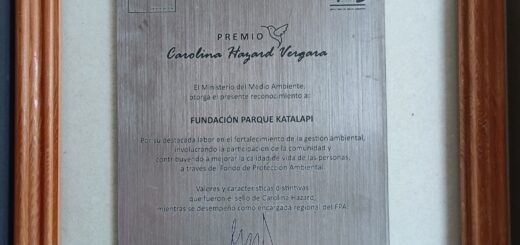 PREMIO
Carolina Hazard Vergara
El Ministerio del Medio Ambiente,
otorga el presente reconocimiento a:
FUNDACIÓN PARQUE KATALAPI
Por su destacada labor en el fortalecimiento de la gestión ambiental,
involucrando la participación de la comunidad y
contribuyendo a mejorar la calidad de vida de las personas,
a través de Fondo de Protección Ambiental.
Valores y características distintivas
que fueron el sello de Carolina Hazard,
mientras se desempeño como encargada regional del FPA.